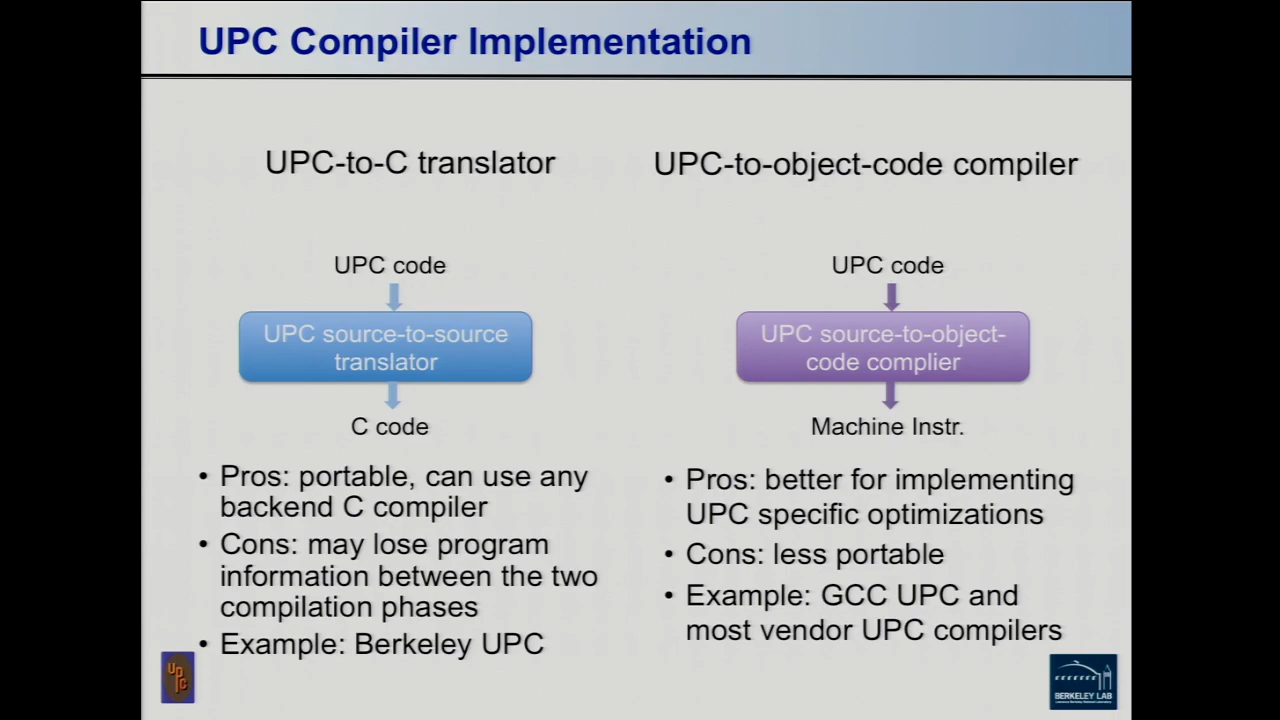 UPC Compiler Implementation
UPC-to-C translator
UPC code
UPC source-to-source
translator
C code
• Pros: portable, can use any
backend C compiler
• Cons: may lose program
information between the two
compilation phases
• Example: Berkeley UPC
UPC-to-object-code compiler
UPC code
UPC source-to-object-
code complier
Machine Instr.
• Pros: better for implementing
UPC specific optimizations
• Cons: less portable
• Example: GCC UPC and
most vendor UPC compilers
UPC
BERKELEY LAB